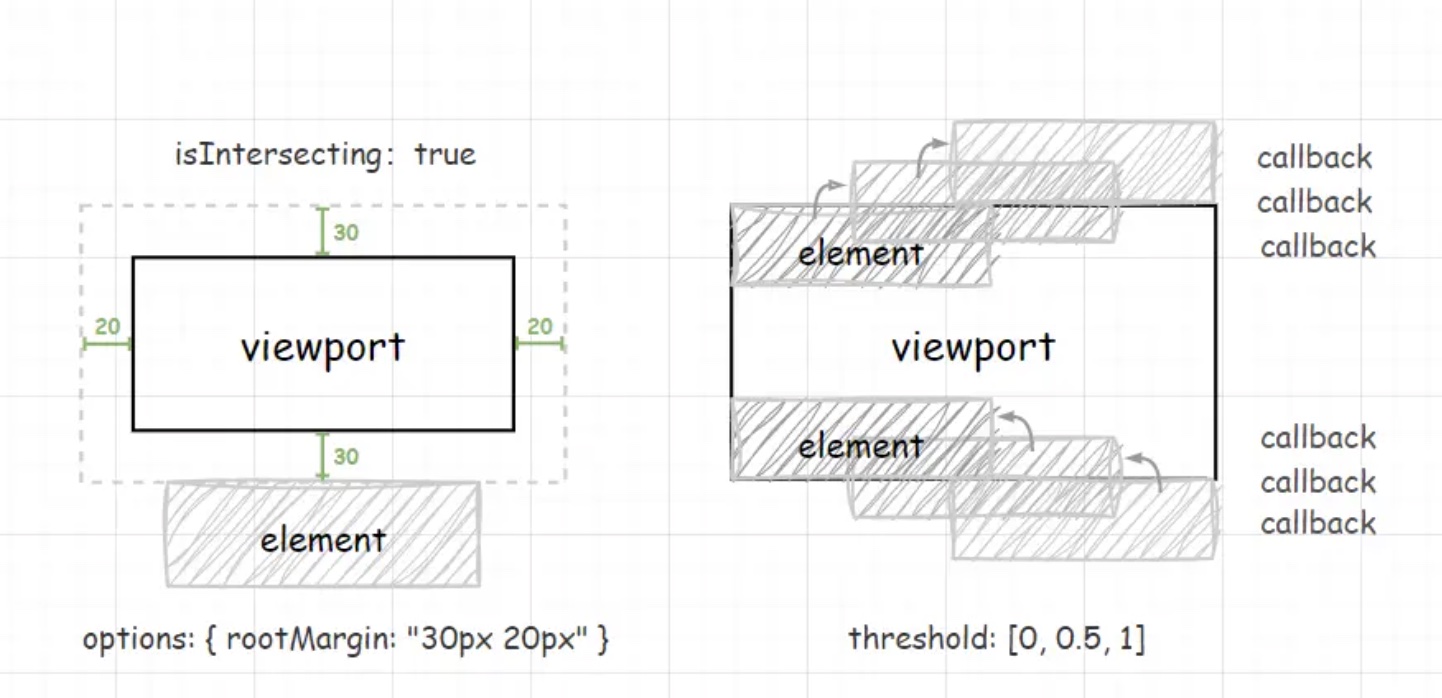 isIntersecting: true
30
20
viewport
20
30
element
options: { rootMargin: "30px 20px" }
callback
callback
callback
element
viewport
element
callback
callback
callback
threshold: [0, 0.5, 1]